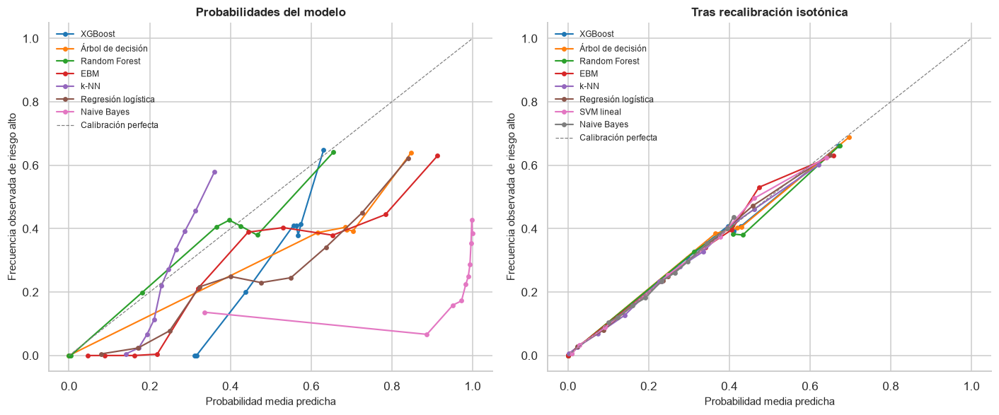 Probabilidades del modelo
Frecuencia observada de riesgo alto
1.0
0.8
0.6
0.4
0.2
0.0
XGBoost
Árbol de decisión
Random Forest
EBM
k-NN
Regresión logística
Naive Bayes
Calibración perfecta
0.0 0.2 0.4 0.6 0.8 1.0
Probabilidad media predicha
Tras recalibración isotónica
Frecuencia observada de riesgo alto
1.0
0.8
0.6
0.4
0.2
0.0
XGBoost
Árbol de decisión
Random Forest
EBM
k-NN
Regresión logística
SVM lineal
Naive Bayes
Calibración perfecta
0.0 0.2 0.4 0.6 0.8 1.0
Probabilidad media predicha